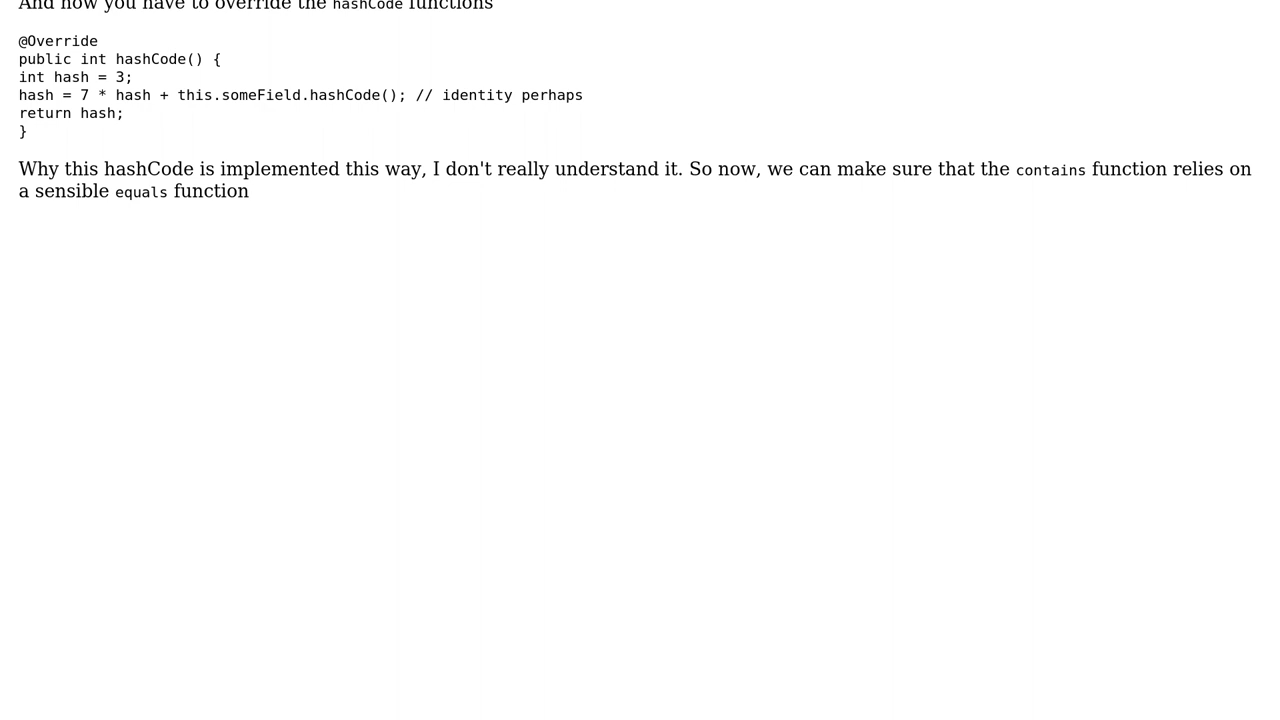 And now you have to override the hashCode functions
@Override
public int hashCode() {
int hash = 3;
hash = 7 * hash + this.someField.hashCode(); // identity perhaps
return hash;
}
Why this hashCode is implemented this way, I don't really understand it. So now, we can make sure that the contains function relies on
a sensible equals function